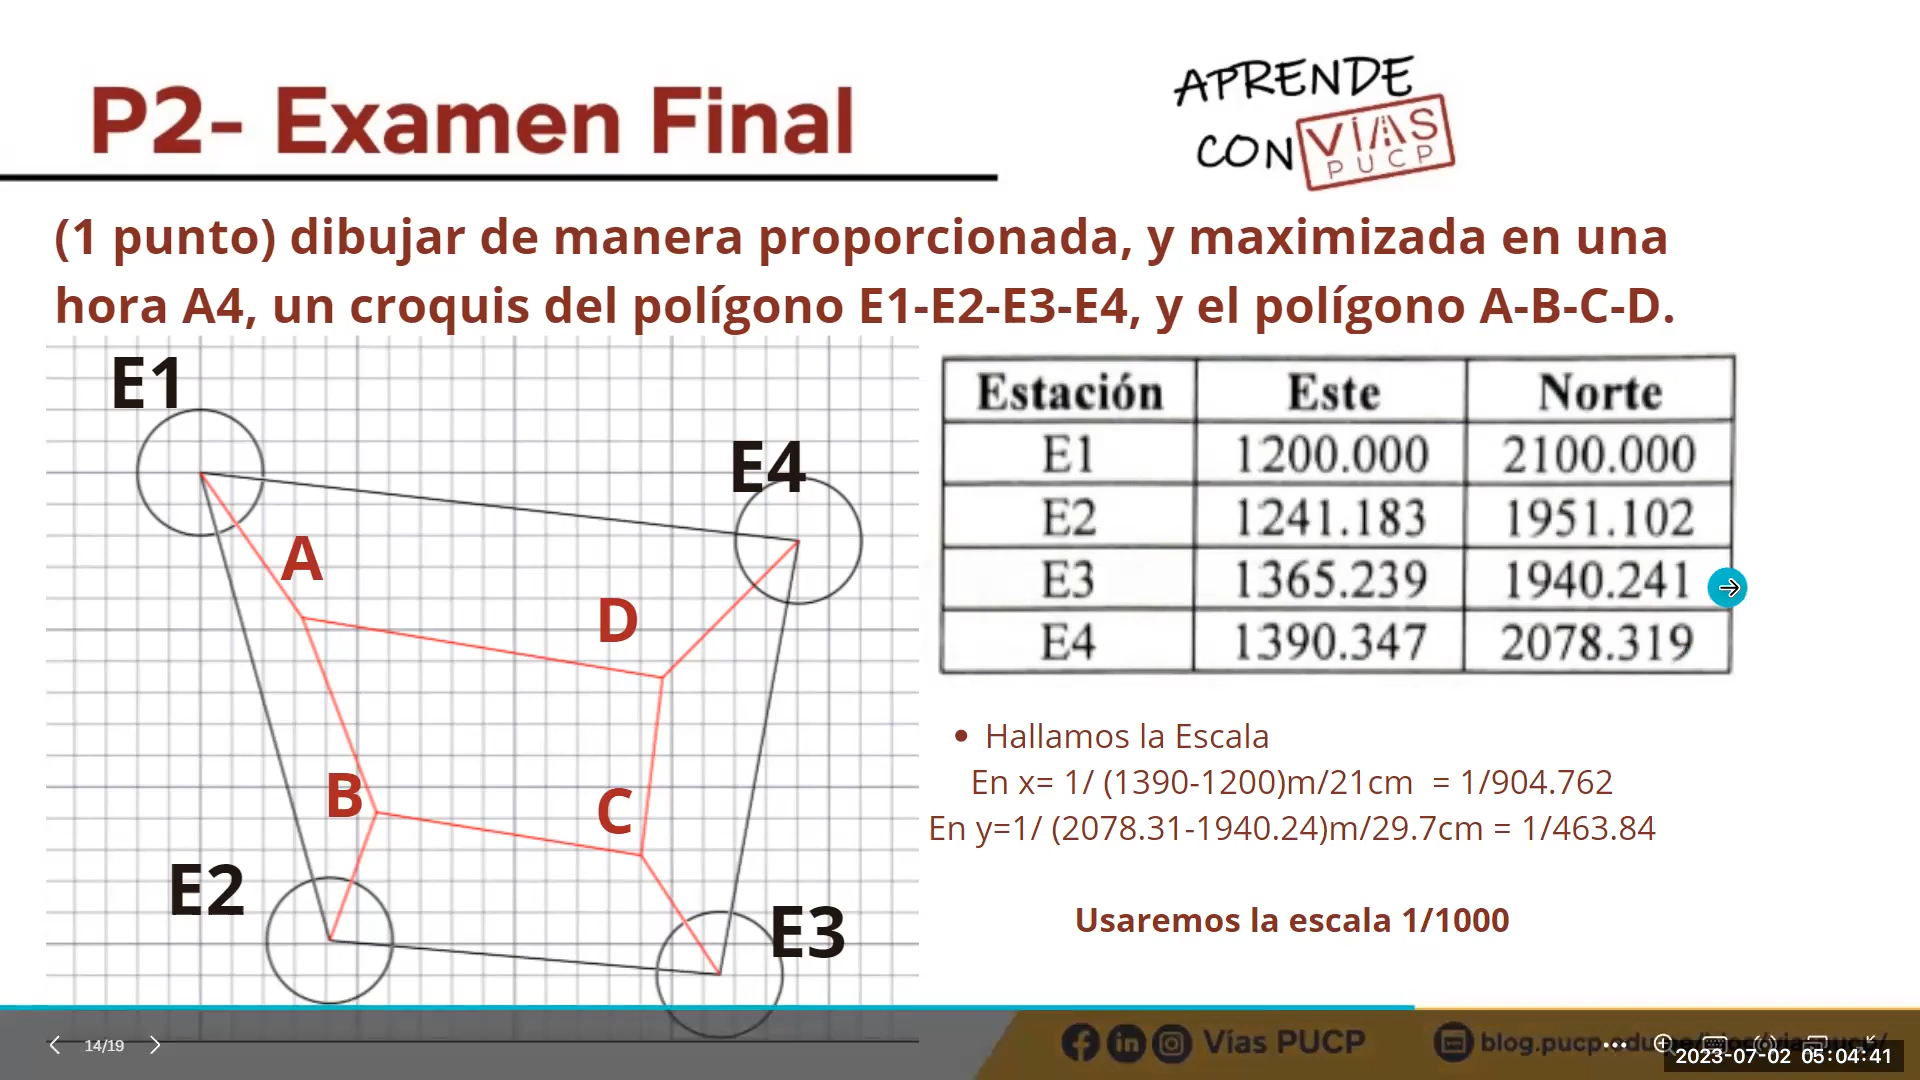 P2- Examen Final
APRENDE
CON VÍAS
PUCP
(1 punto) dibujar de manera proporcionada, y maximizada en una
hora A4, un croquis del polígono E1-E2-E3-E4, y el polígono A-B-C-D.
E1
E4
A
D
B
C
E2
E3
Estación Este Norte
E1 1200.000 2100.000
E2 1241.183 1951.102
E3 1365.239 1940.241
E4 1390.347 2078.319
• Hallamos la Escala
En x= 1/ (1390-1200)m/21cm = 1/904.762
En y=1/ (2078.31-1940.24)m/29.7cm = 1/463.84
Usaremos la escala 1/1000
14/19
Vías PUCP
blog.pucp.edu
2023-07-02 05:04:41